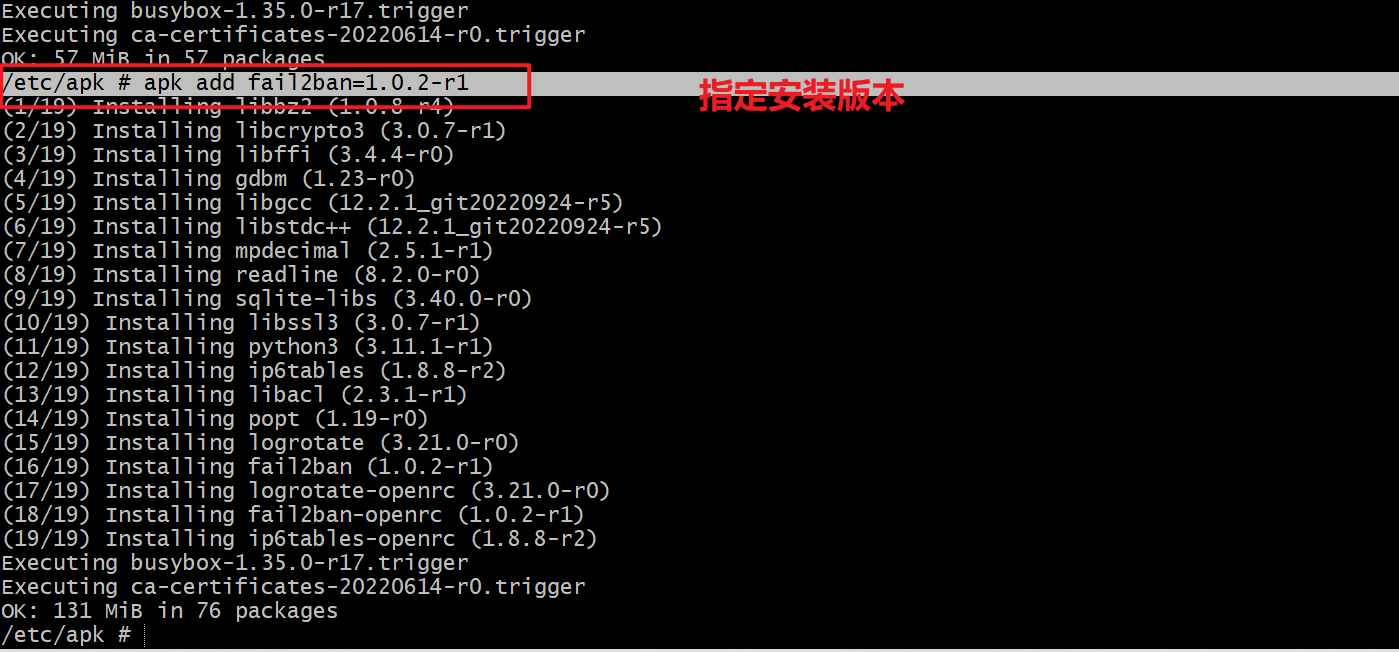 Executing busybox-1.35.0-r17.trigger
Executing ca-certificates-20220614-r0.trigger
OK: 57 MiB in 57 packages
/etc/apk # apk add fail2ban=1.0.2-r1
指定安装版本
(1/19) Installing libbz2 (1.0.8-r4)
(2/19) Installing libcrypto3 (3.0.7-r1)
(3/19) Installing libffi (3.4.4-r0)
(4/19) Installing gdbm (1.23-r0)
(5/19) Installing libgcc (12.2.1_git20220924-r5)
(6/19) Installing libstdc++ (12.2.1_git20220924-r5)
(7/19) Installing mpdecimal (2.5.1-r1)
(8/19) Installing readline (8.2.0-r0)
(9/19) Installing sqlite-libs (3.40.0-r0)
(10/19) Installing libssl3 (3.0.7-r1)
(11/19) Installing python3 (3.11.1-r1)
(12/19) Installing ip6tables (1.8.8-r2)
(13/19) Installing libacl (2.3.1-r1)
(14/19) Installing popt (1.19-r0)
(15/19) Installing logrotate (3.21.0-r0)
(16/19) Installing fail2ban (1.0.2-r1)
(17/19) Installing logrotate-openrc (3.21.0-r0)
(18/19) Installing fail2ban-openrc (1.0.2-r1)
(19/19) Installing ip6tables-openrc (1.8.8-r2)
Executing busybox-1.35.0-r17.trigger
Executing ca-certificates-20220614-r0.trigger
OK: 131 MiB in 76 packages
/etc/apk #